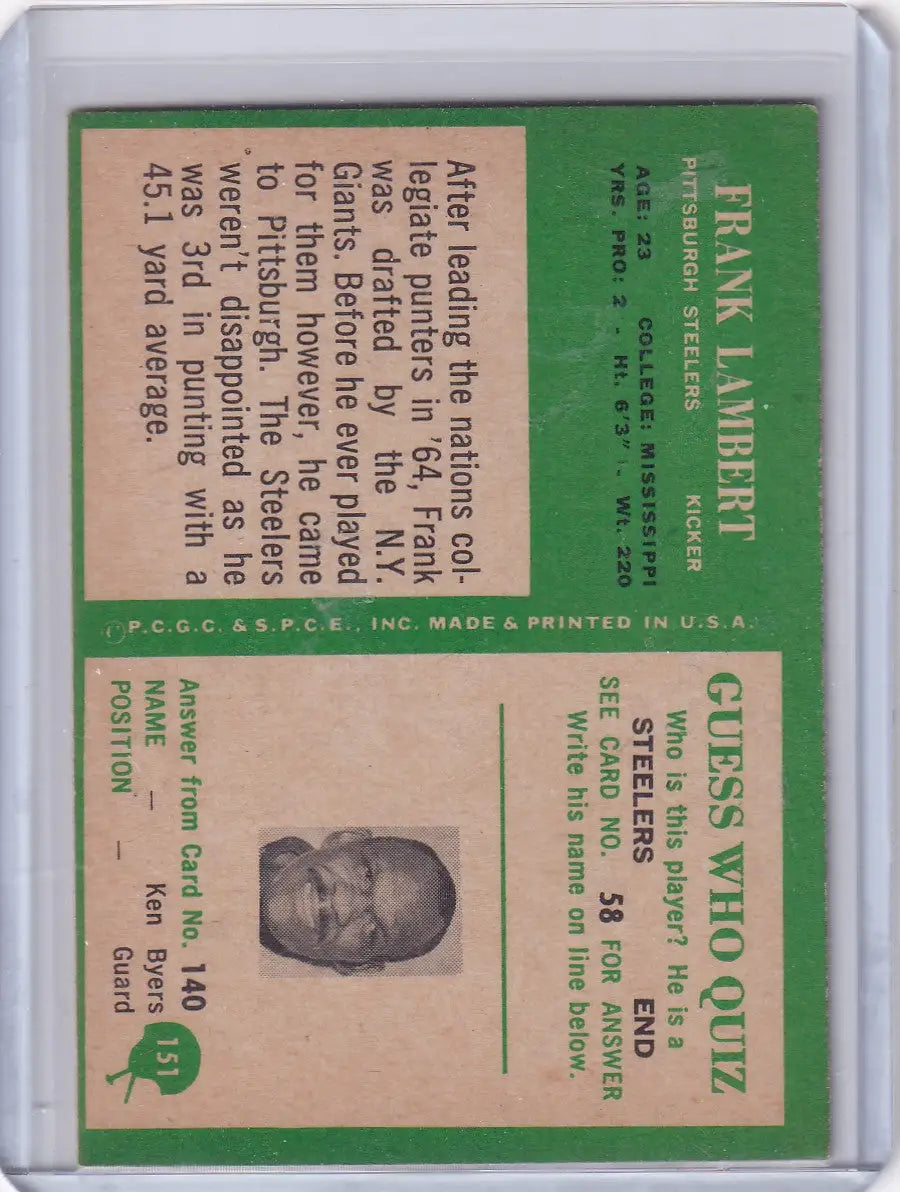 FRANK LAMBERT
PITTSBURGH STEELERS KICKER
AGE: 23 COLLEGE: MISSISSIPPI
YRS. PRO: 2 - Ht. 6'3" - Wt. 220
After leading the nations col-
legiate punters in '64, Frank
was drafted by the N.Y.
Giants. Before he ever played
for them however, he came
to Pittsburgh. The Steelers
weren't disappointed as he
was 3rd in punting with a
45.1 yard average.
©P.C.G.C. & S.P.C.E., INC. MADE & PRINTED IN U.S.A.
GUESS WHO QUIZ
Who is this player? He is a
STEELERS END
SEE CARD NO. 58 FOR ANSWER
Write his name on line below.
Answer from Card No. 140
NAME — Ken Byers
POSITION — Guard
151